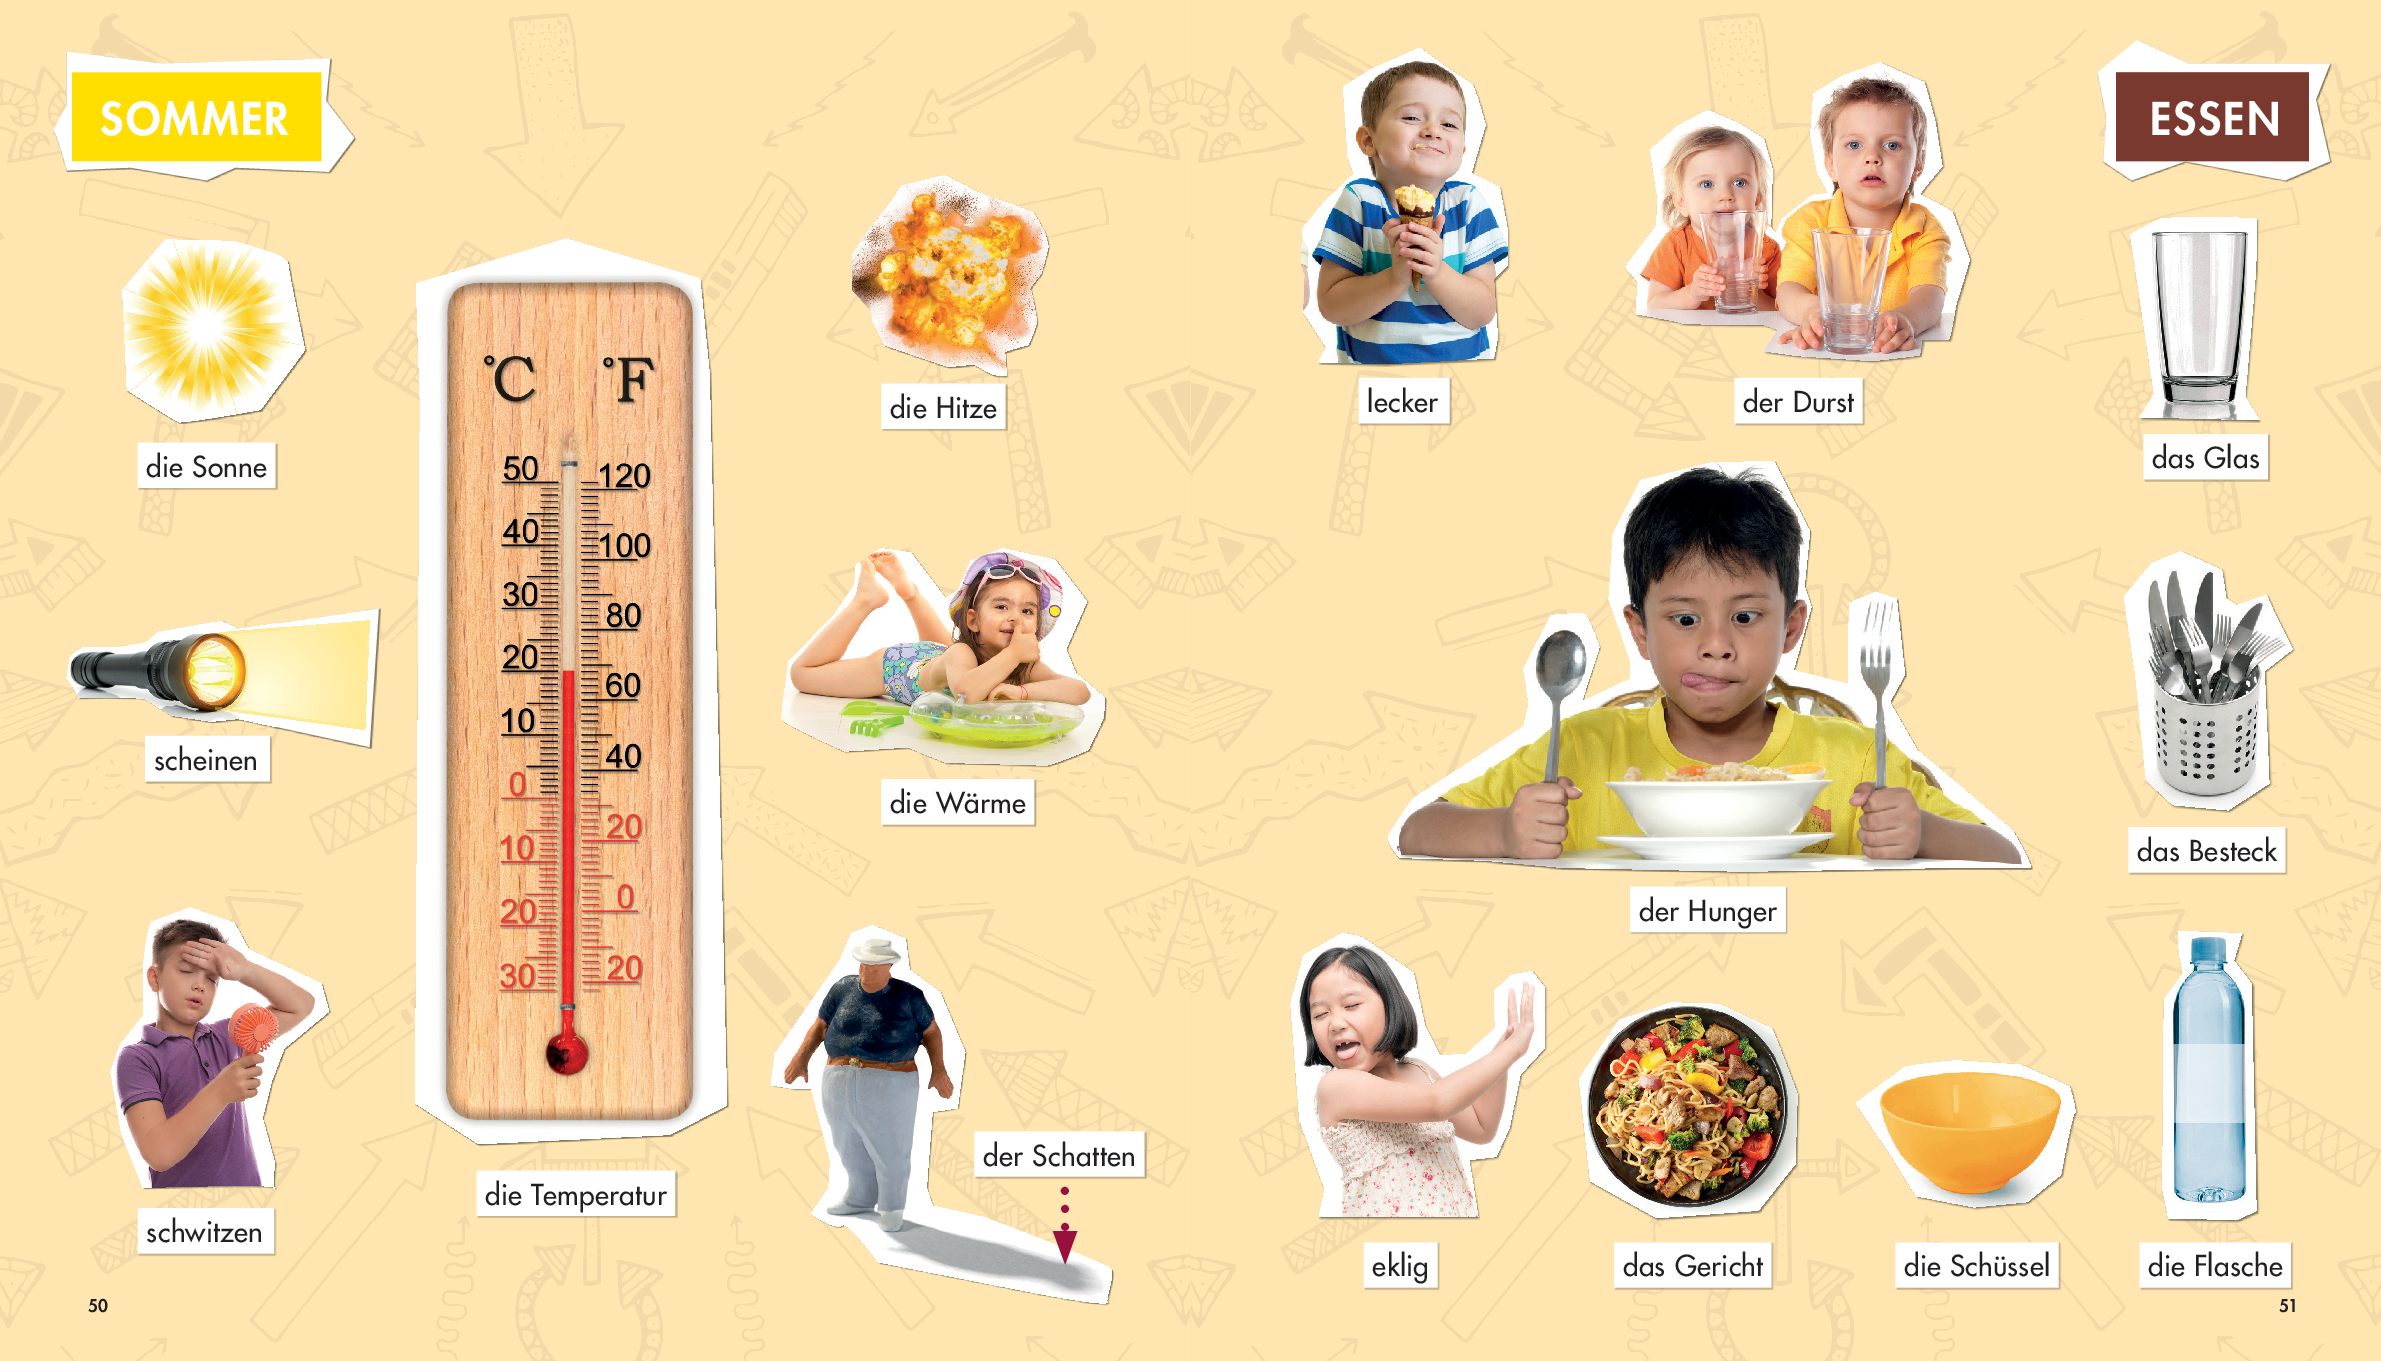 SOMMER
die Sonne
scheinen
schwitzen
°C °F
50 120
40 100
30 80
20 60
10 40
0 20
10 0
20 20
30
die Temperatur
die Hitze
die Wärme
der Schatten
50
ESSEN
lecker
der Durst
das Glas
der Hunger
das Besteck
eklig
das Gericht
die Schüssel
die Flasche
51